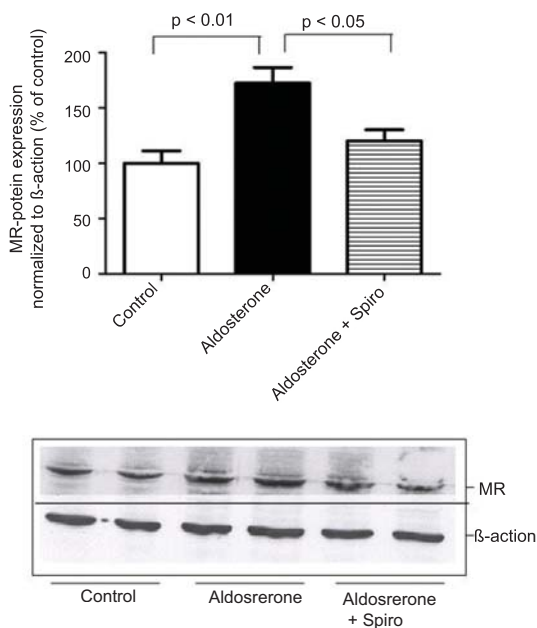 p < 0.01
p < 0.05
MR-potein expression
normalized to ß-action (% of control)
200
150
100
50
0
Control
Aldosterone
Aldosterone + Spiro
MR
ß-action
Control
Aldosrerone
Aldosrerone
+ Spiro